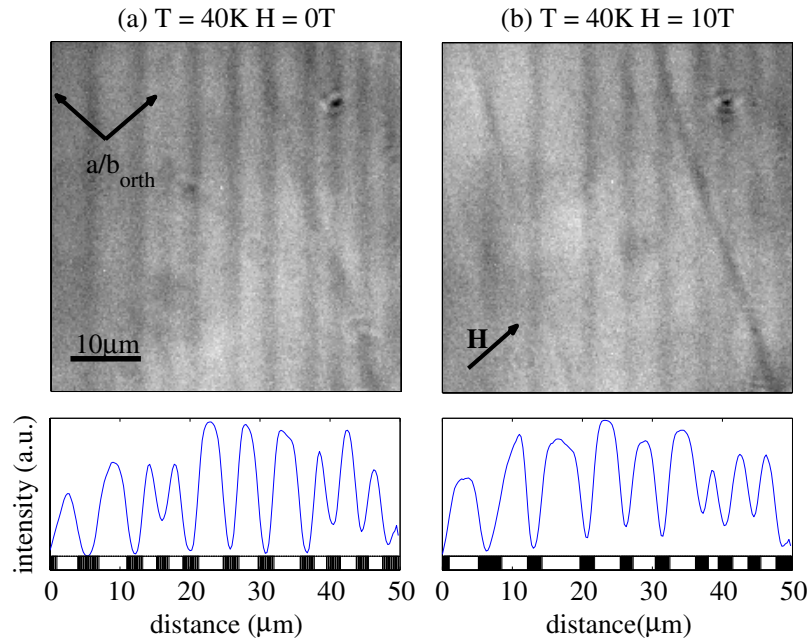 (a) T = 40K H = 0T
(b) T = 40K H = 10T
a/b_orth
10μm
H
intensity (a.u.)
0 10 20 30 40 50
0 10 20 30 40 50
distance (μm)
distance(μm)